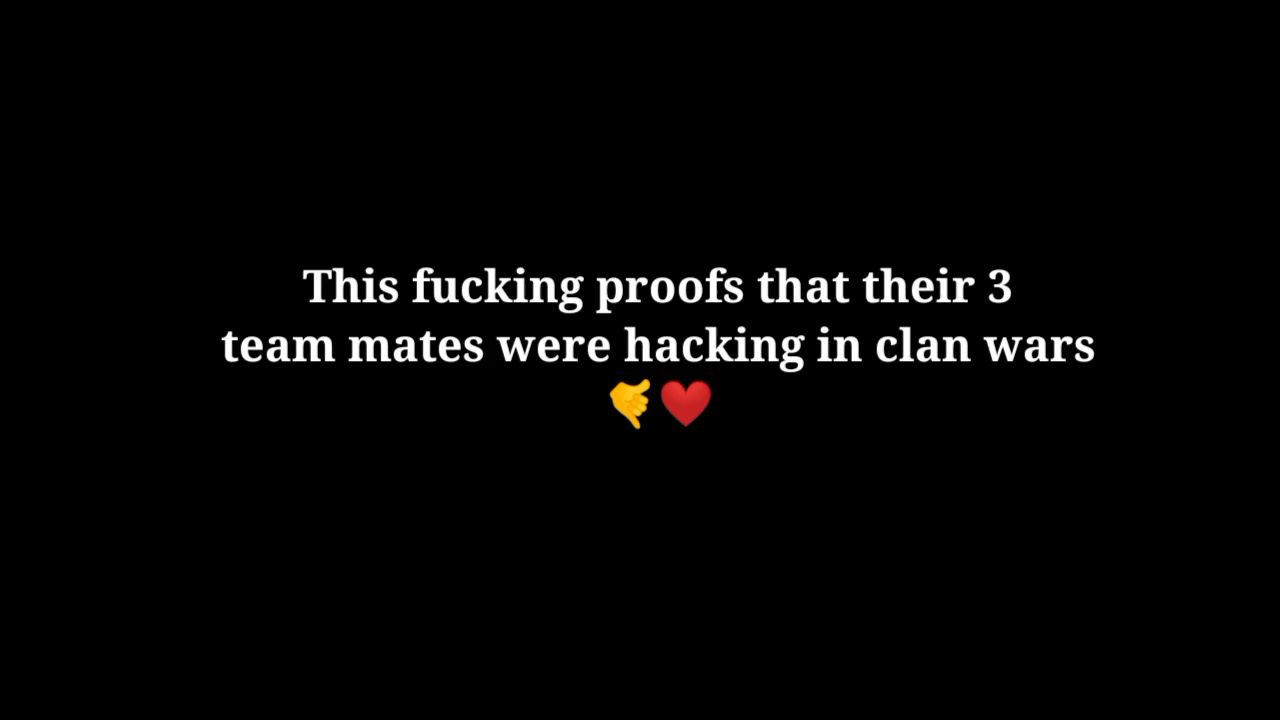 This fucking proofs that their 3
team mates were hacking in clan wars
🤙❤️